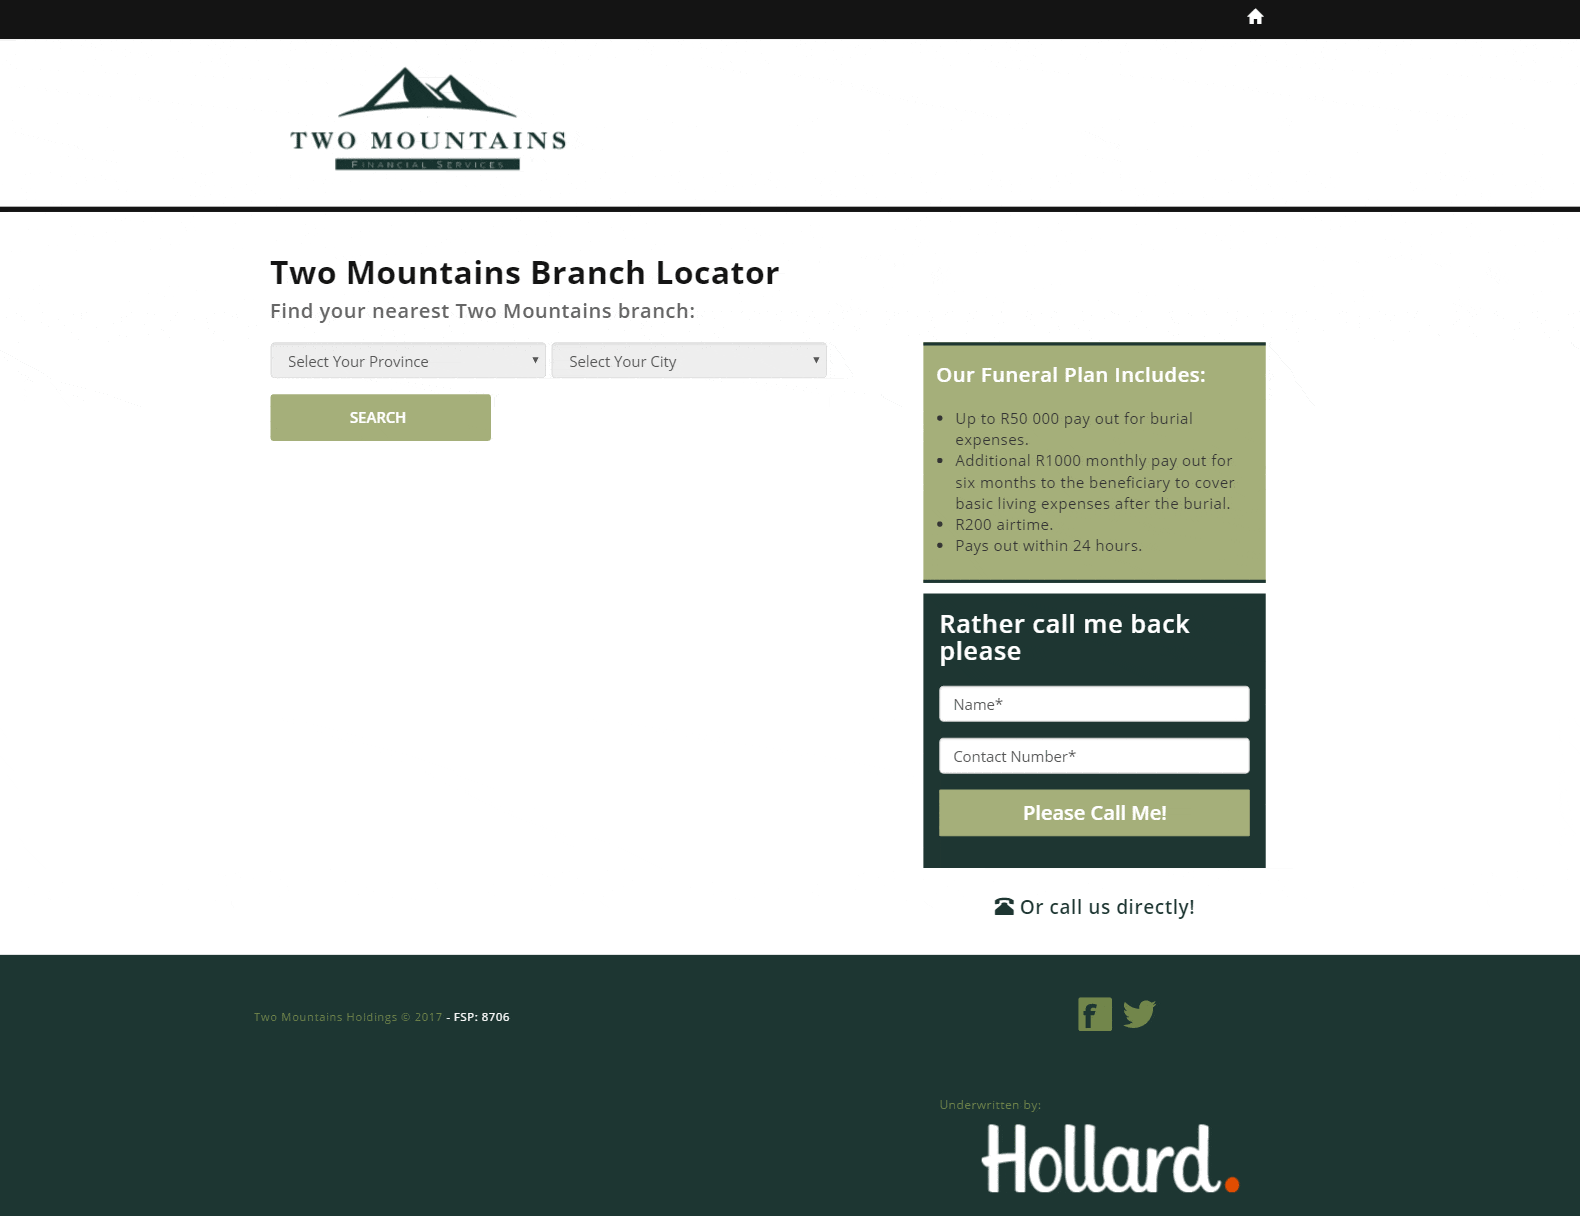 TWO MOUNTAINS
FINANCIAL SERVICES
Two Mountains Branch Locator
Find your nearest Two Mountains branch:
Select Your Province
Select Your City
SEARCH
Our Funeral Plan Includes:
Up to R50 000 pay out for burial
expenses.
Additional R1000 monthly pay out for
six months to the beneficiary to cover
basic living expenses after the burial.
R200 airtime.
Pays out within 24 hours.
Rather call me back
please
Name*
Contact Number*
Please Call Me!
Or call us directly!
Two Mountains Holdings © 2017 - FSP: 8706
Underwritten by:
Hollard.